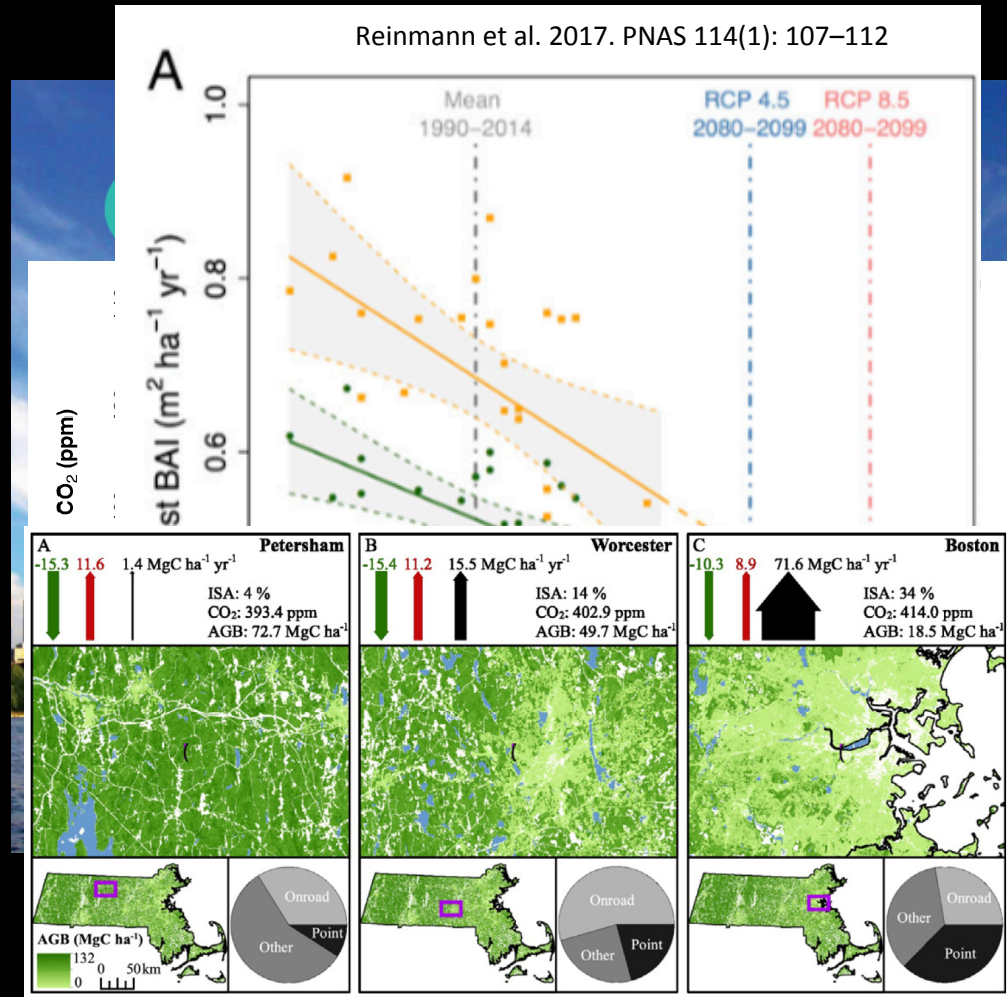 Reinmann et al. 2017. PNAS 114(1): 107–112
A
Mean
1990−2014
RCP 4.5
2080−2099
RCP 8.5
2080−2099
1.0
0.8
0.6
st BAI (m² ha⁻¹ yr⁻¹)
CO₂ (ppm)
A
Petersham
-15.3 11.6 1.4 MgC ha⁻¹ yr⁻¹
ISA: 4 %
CO₂: 393.4 ppm
AGB: 72.7 MgC ha⁻¹
AGB (MgC ha⁻¹)
132
0
0 50 km
Onroad
Point
Other
B
Worcester
-15.4 11.2 15.5 MgC ha⁻¹ yr⁻¹
ISA: 14 %
CO₂: 402.9 ppm
AGB: 49.7 MgC ha⁻¹
Onroad
Other
Point
C
Boston
-10.3 8.9 71.6 MgC ha⁻¹ yr⁻¹
ISA: 34 %
CO₂: 414.0 ppm
AGB: 18.5 MgC ha⁻¹
Onroad
Other
Point